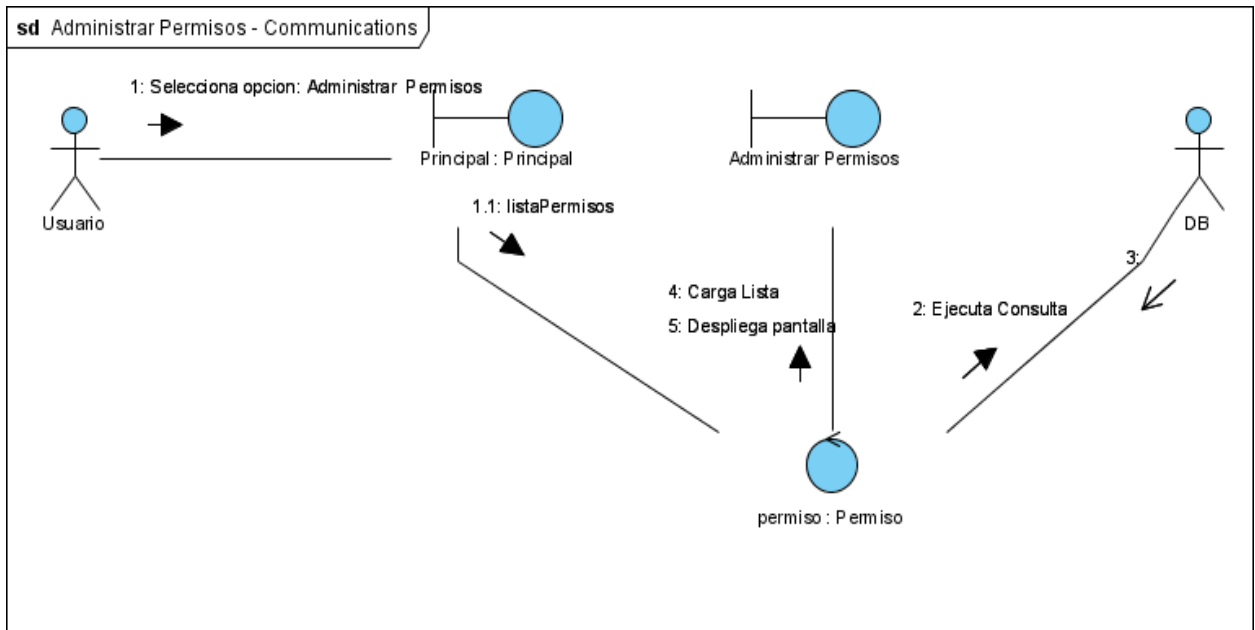 sd Administrar Permisos - Communications
1: Selecciona opcion: Administrar Permisos
Principal : Principal
Administrar Permisos
Usuario
DB
1.1: listaPermisos
3:
4: Carga Lista
2: Ejecuta Consulta
5: Despliega pantalla
permiso : Permiso